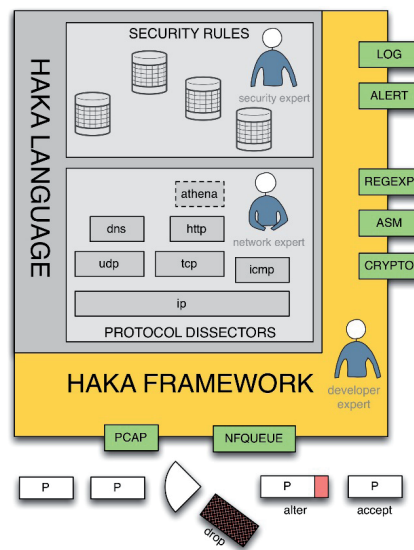 SECURITY RULES
security expert
HAKA LANGUAGE
athena
dns
http
network expert
udp
tcp
icmp
ip
PROTOCOL DISSECTORS
LOG
ALERT
REGEXP
ASM
CRYPTO
HAKA FRAMEWORK
developer
expert
PCAP
NFQUEUE
P
P
P
P
drop
alter
accept